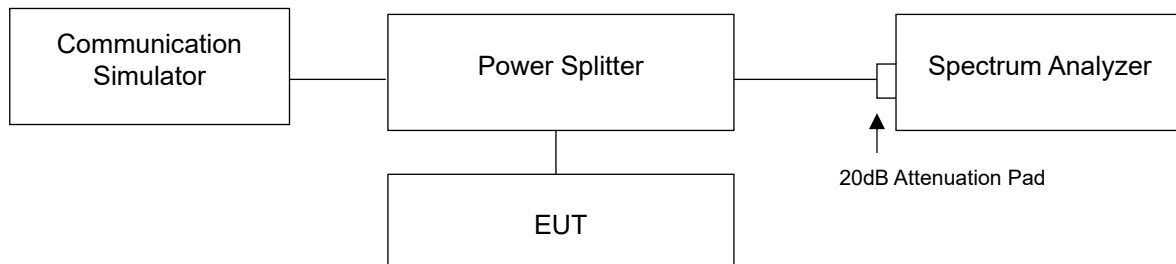 Communication
Simulator
Power Splitter
Spectrum Analyzer
20dB Attenuation Pad
EUT